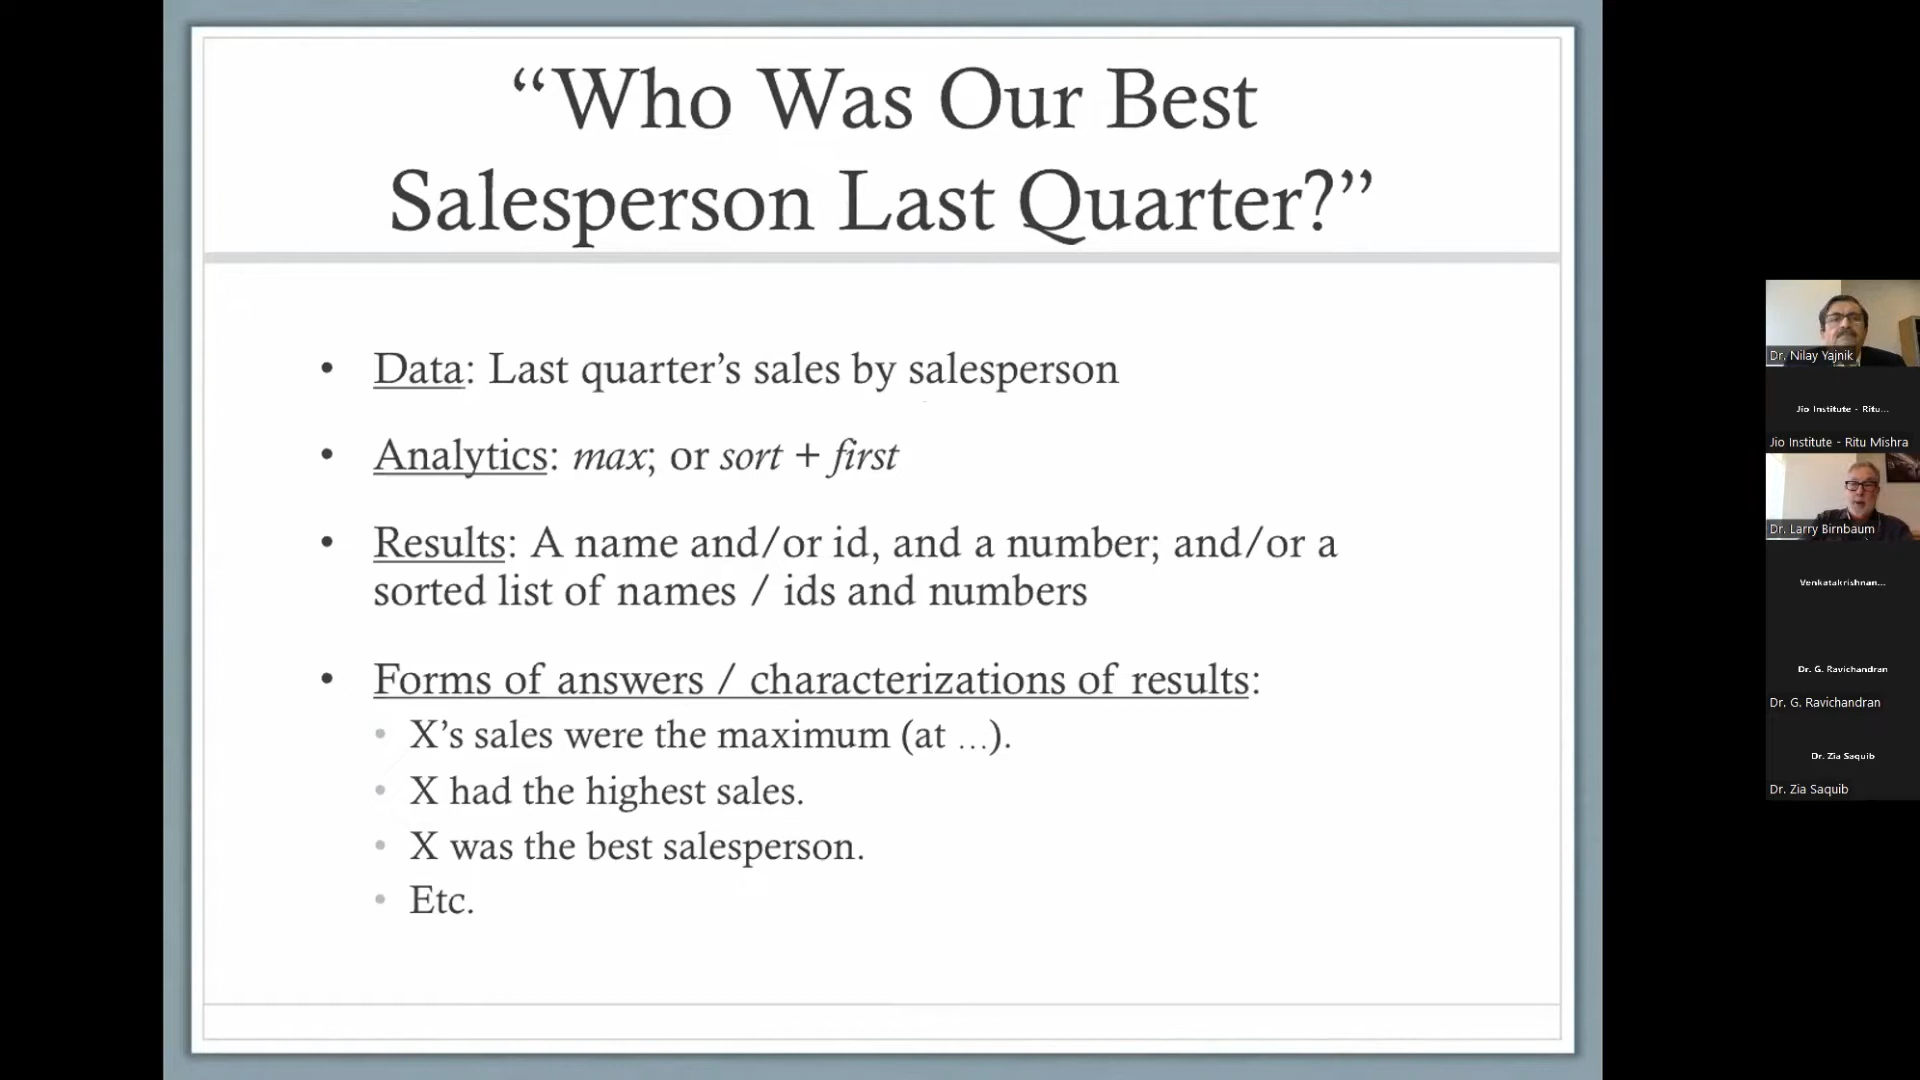 “Who Was Our Best
Salesperson Last Quarter?”
• Data: Last quarter’s sales by salesperson
• Analytics: max; or sort + first
• Results: A name and/or id, and a number; and/or a
sorted list of names / ids and numbers
• Forms of answers / characterizations of results:
• X’s sales were the maximum (at …).
• X had the highest sales.
• X was the best salesperson.
• Etc.
Dr. Nilay Yajnik
Jio Institute - Ritu...
Jio Institute - Ritu Mishra
Dr. Larry Birnbaum
Venkatakrishnan...
Dr. G. Ravichandran
Dr. G. Ravichandran
Dr. Zia Saquib
Dr. Zia Saquib